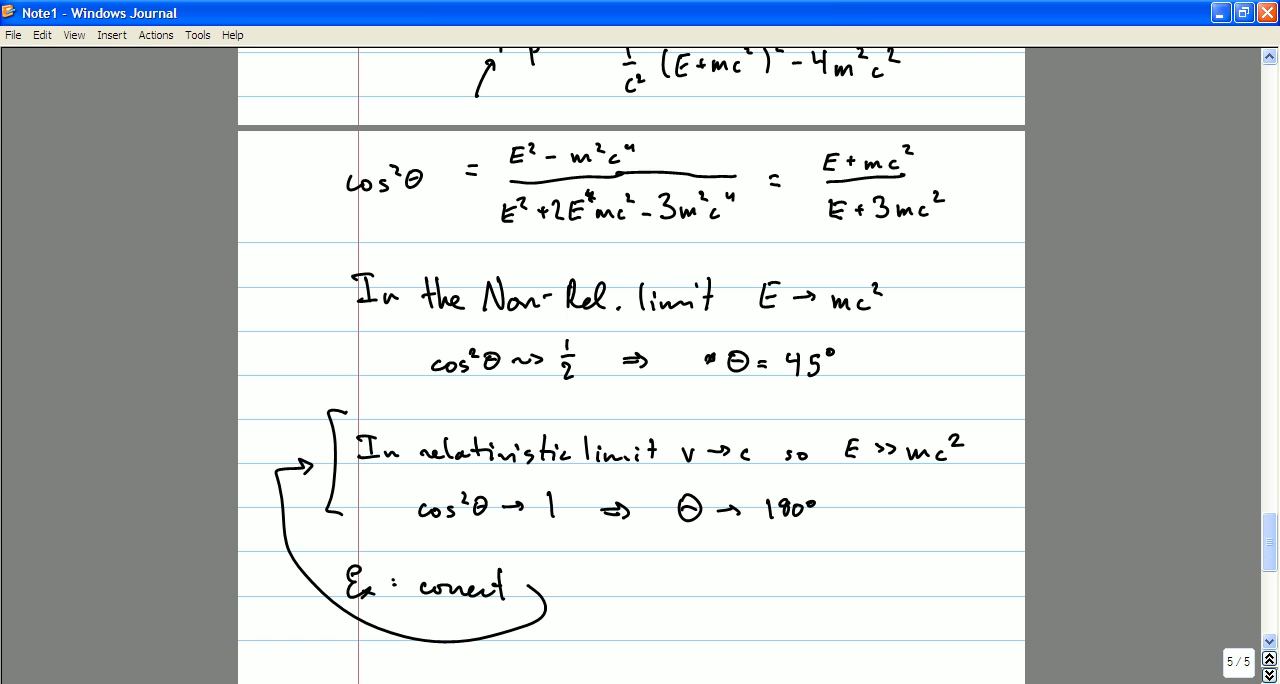 Note1 - Windows Journal
File Edit View Insert Actions Tools Help
1/c² (E+mc²)² - 4m²c²
cos²θ = (E² - m²c⁴)/(E² + 2E mc² - 3m²c⁴) = (E + mc²)/(E + 3mc²)
In the Non-Rel. limit E → mc²
cos²θ ~> 1/2 ⇒ θ = 45°
In relativistic limit v → c so E >> mc²
cos²θ → 1 ⇒ θ → 180°
Ex: correct
5 / 5